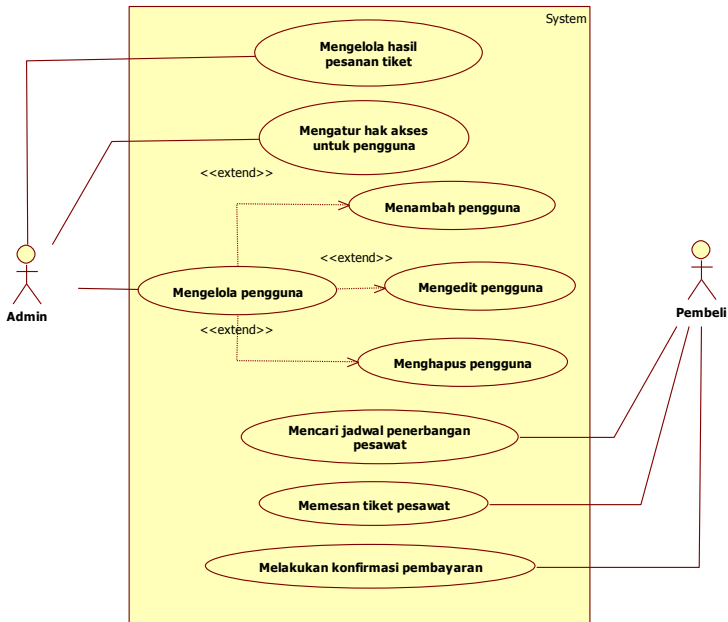 System
Mengelola hasil
pesanan tiket
Mengatur hak akses
untuk pengguna
<<extend>>
Menambah pengguna
<<extend>>
Mengelola pengguna
Mengedit pengguna
Admin
Pembeli
<<extend>>
Menghapus pengguna
Mencari jadwal penerbangan
pesawat
Memesan tiket pesawat
Melakukan konfirmasi pembayaran